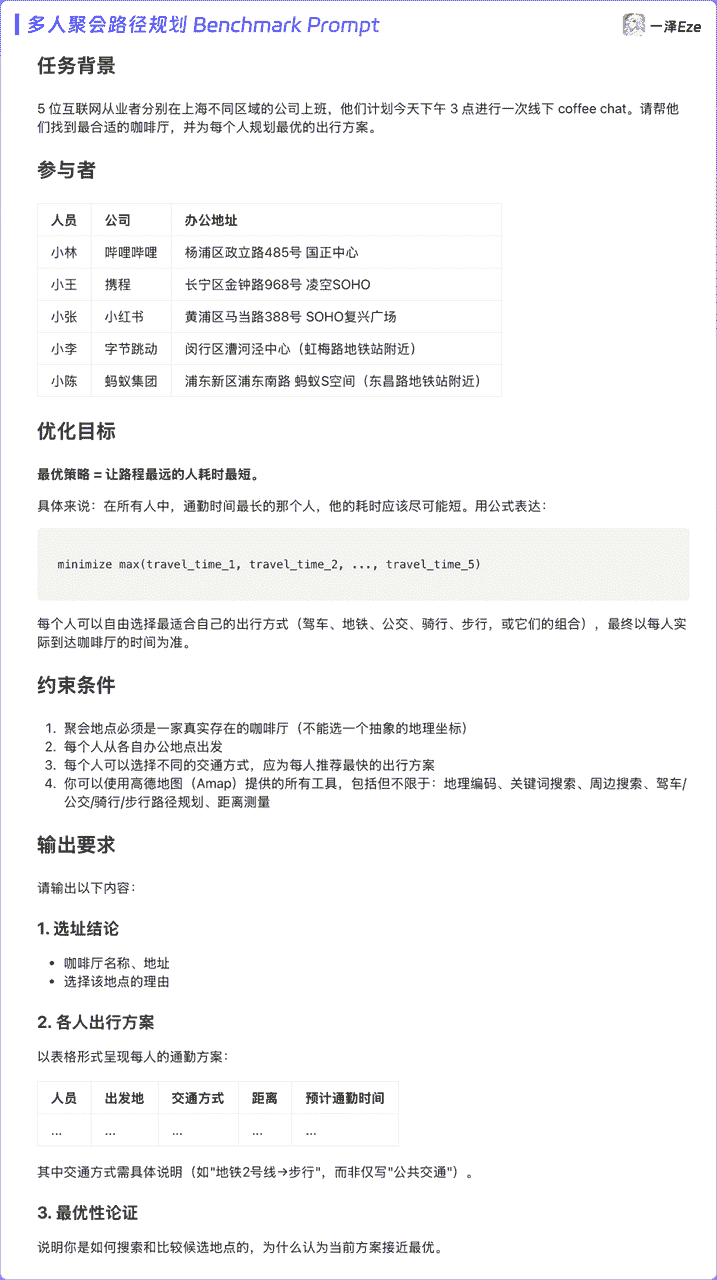 多人聚会路径规划 Benchmark Prompt
一泽Eze
任务背景
5 位互联网从业者分别在上海不同区域的公司上班，他们计划今天下午 3 点进行一次线下 coffee chat。请帮他
们找到最合适的咖啡厅，并为每个人规划最优的出行方案。
参与者
人员 公司 办公地址
小林 哔哩哔哩 杨浦区政立路485号 国正中心
小王 携程 长宁区金钟路968号 凌空SOHO
小张 小红书 黄浦区马当路388号 SOHO复兴广场
小李 字节跳动 闵行区漕河泾中心（虹梅路地铁站附近）
小陈 蚂蚁集团 浦东新区浦东南路 蚂蚁S空间（东昌路地铁站附近）
优化目标
最优策略 = 让路程最远的人耗时最短。
具体来说：在所有人中，通勤时间最长的那个人，他的耗时应该尽可能短。用公式表达：
minimize max(travel_time_1, travel_time_2, ..., travel_time_5)
每个人可以自由选择最适合自己的出行方式（驾车、地铁、公交、骑行、步行，或它们的组合），最终以每人实
际到达咖啡厅的时间为准。
约束条件
1. 聚会地点必须是一家真实存在的咖啡厅（不能选一个抽象的地理坐标）
2. 每个人从各自办公地点出发
3. 每个人可以选择不同的交通方式，应为每人推荐最快的出行方案
4. 你可以使用高德地图（Amap）提供的所有工具，包括但不限于：地理编码、关键词搜索、周边搜索、驾车/
公交/骑行/步行路径规划、距离测量
输出要求
请输出以下内容：
1. 选址结论
• 咖啡厅名称、地址
• 选择该地点的理由
2. 各人出行方案
以表格形式呈现每人的通勤方案：
人员 出发地 交通方式 距离 预计通勤时间
... ... ... ... ...
其中交通方式需具体说明（如"地铁2号线→步行"，而非仅写"公共交通"）。
3. 最优性论证
说明你是如何搜索和比较候选地点的，为什么认为当前方案接近最优。